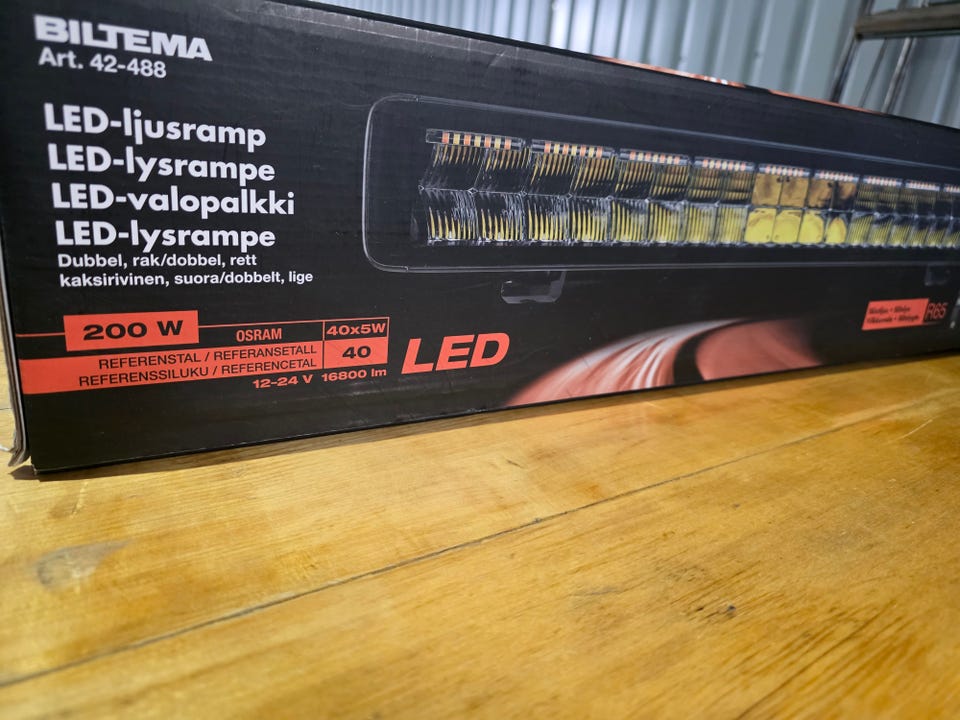 BILTEMA
Art. 42-488
LED-ljusramp
LED-lysrampe
LED-valopalkki
LED-lysrampe
Dubbel, rak/dobbel, rett
kaksirivinen, suora/dobbelt, lige
200 W
OSRAM
40x5W
REFERENSTAL / REFERANSETALL
REFERENSSILUKU / REFERENCETAL
40
12-24 V 16800 lm
LED
R65